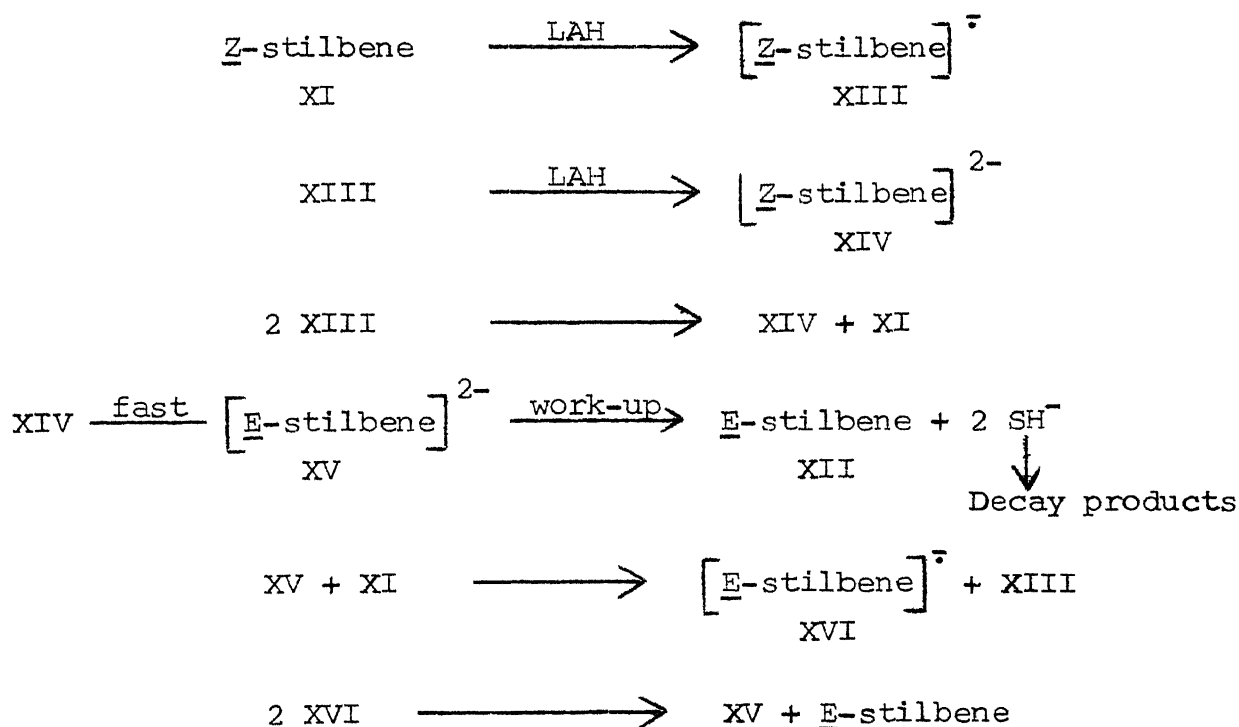 LAH
Z-stilbene ⟶ [Z-stilbene]⨪
XI XIII
LAH 2-
XIII ⟶ [Z-stilbene]
XIV
2 XIII ⟶ XIV + XI
XIV fast [E-stilbene] 2- work-up ⟶ E-stilbene + 2 SH⁻
XV XII
Decay products
XV + XI ⟶ [E-stilbene]⨪ + XIII
XVI
2 XVI ⟶ XV + E-stilbene